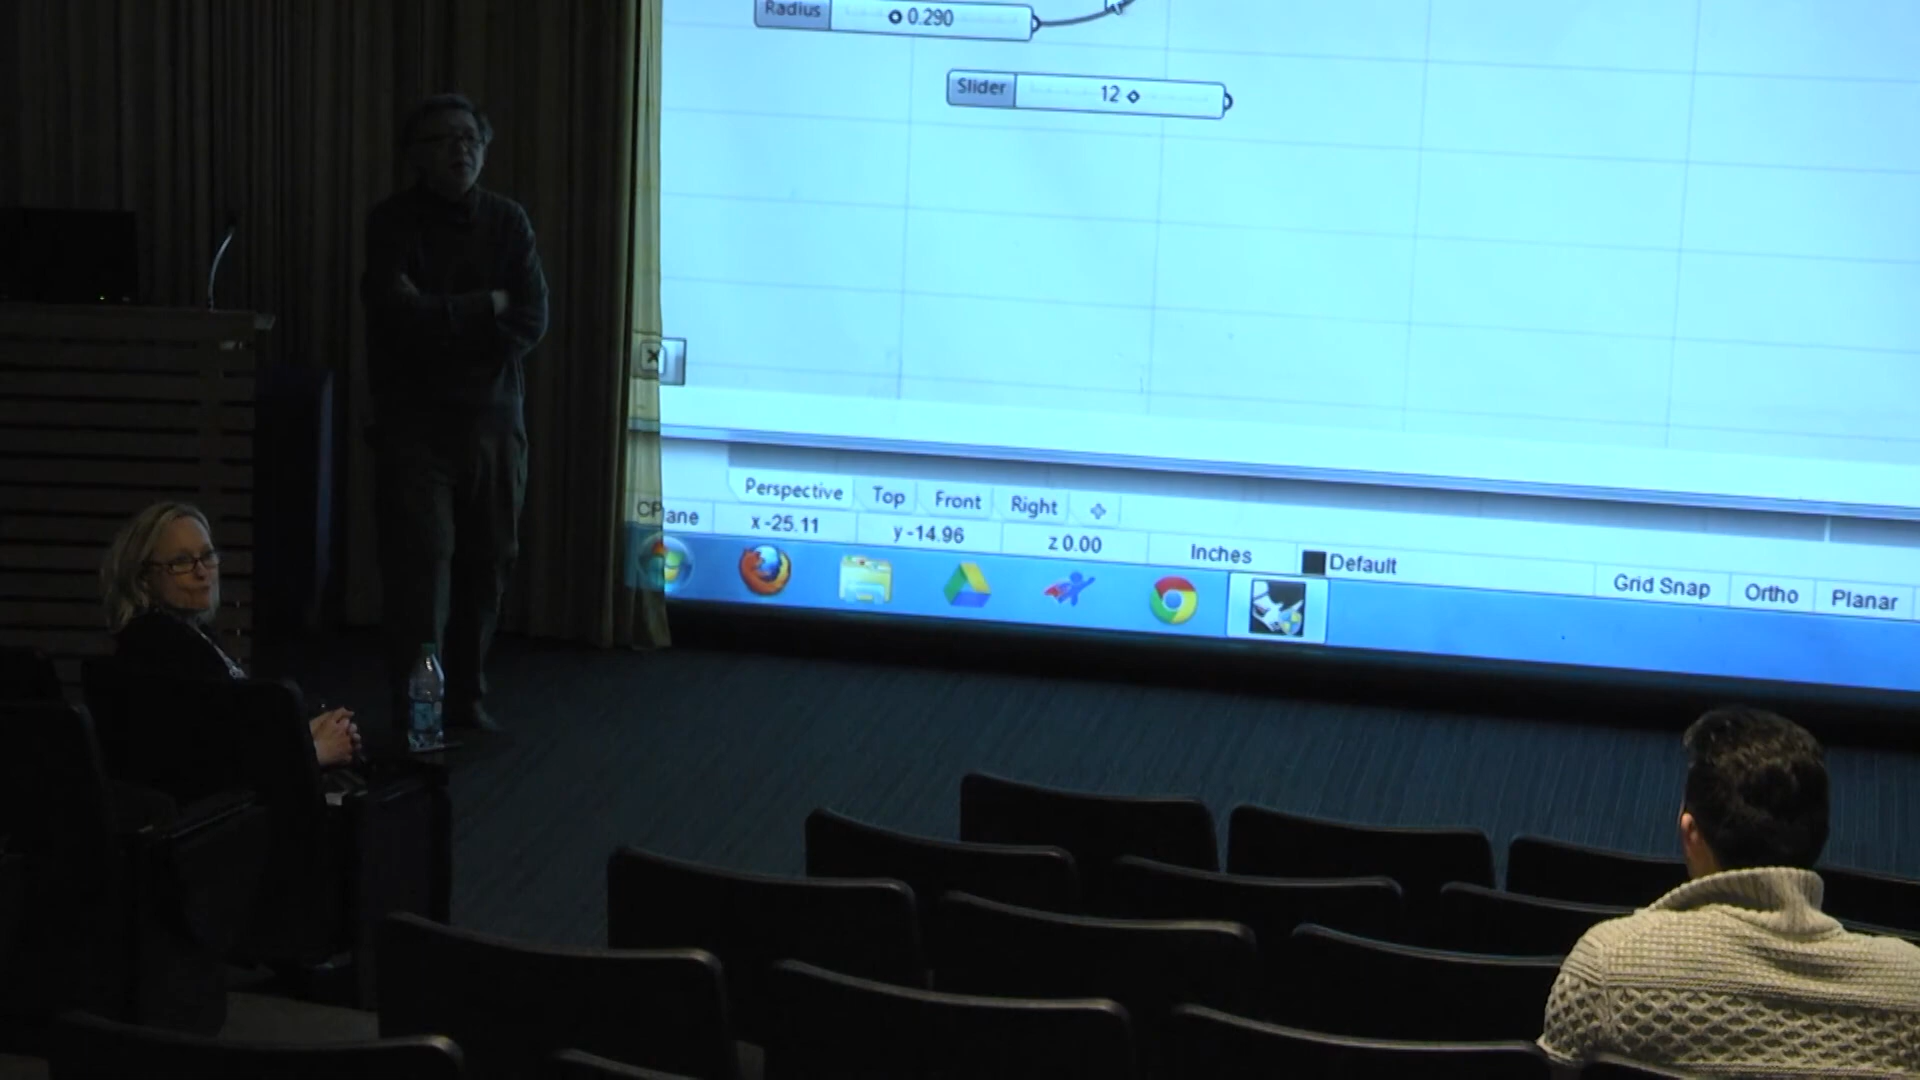 Radius 0.290
Slider 12
Perspective Top Front Right
CPlane x -25.11 y -14.96 z 0.00 Inches Default Grid Snap Ortho Planar